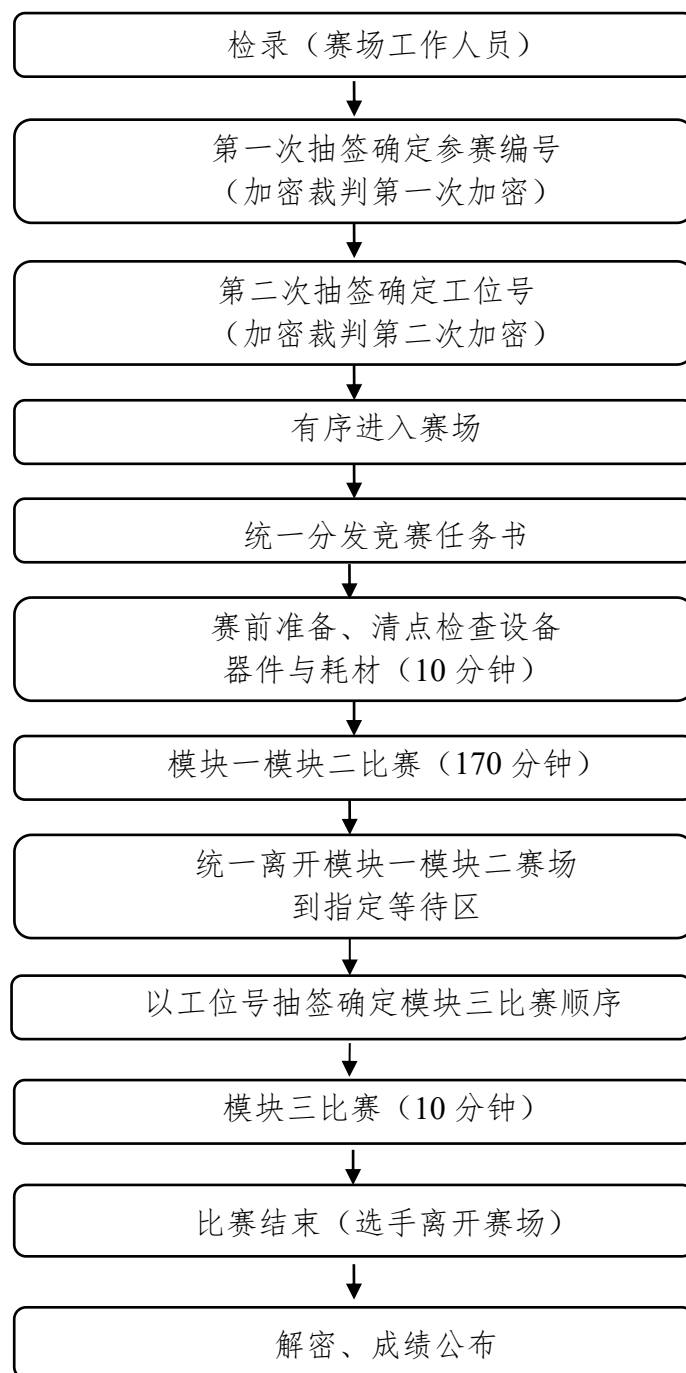 检录（赛场工作人员）
第一次抽签确定参赛编号
（加密裁判第一次加密）
第二次抽签确定工位号
（加密裁判第二次加密）
有序进入赛场
统一分发竞赛任务书
赛前准备、清点检查设备
器件与耗材（10 分钟）
模块一模块二比赛（170 分钟）
统一离开模块一模块二赛场
到指定等待区
以工位号抽签确定模块三比赛顺序
模块三比赛（10 分钟）
比赛结束（选手离开赛场）
解密、成绩公布